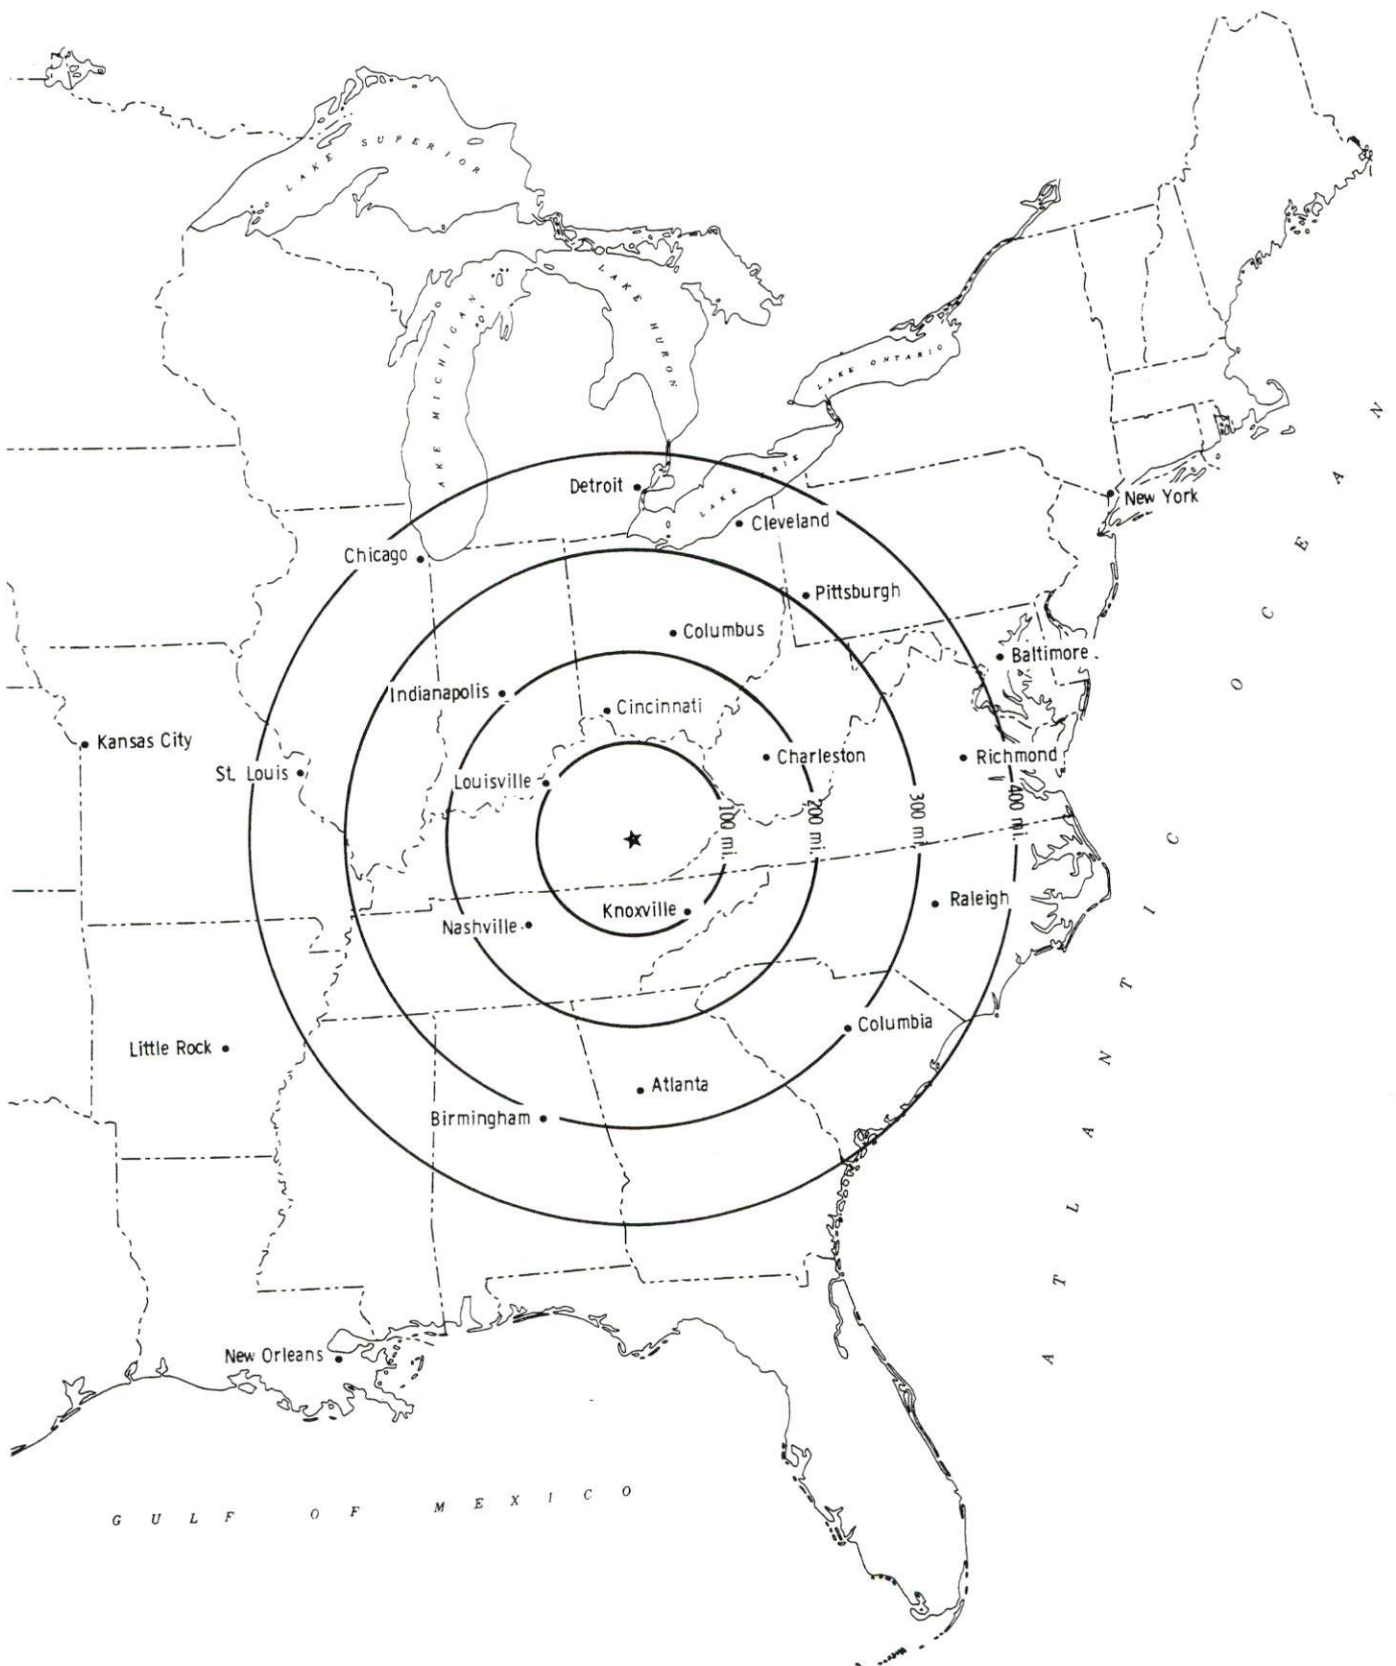 LAKE SUPERIOR
LAKE MICHIGAN
LAKE HURON
LAKE ONTARIO
LAKE ERIE
Detroit
New York
Cleveland
Chicago
Pittsburgh
Columbus
Baltimore
Indianapolis
Cincinnati
Kansas City
St. Louis
Louisville
Charleston
Richmond
100 mi.
200 mi.
300 mi.
400 mi.
Knoxville
Raleigh
Nashville
Columbia
Little Rock
Atlanta
Birmingham
New Orleans
ATLANTIC OCEAN
GULF OF MEXICO